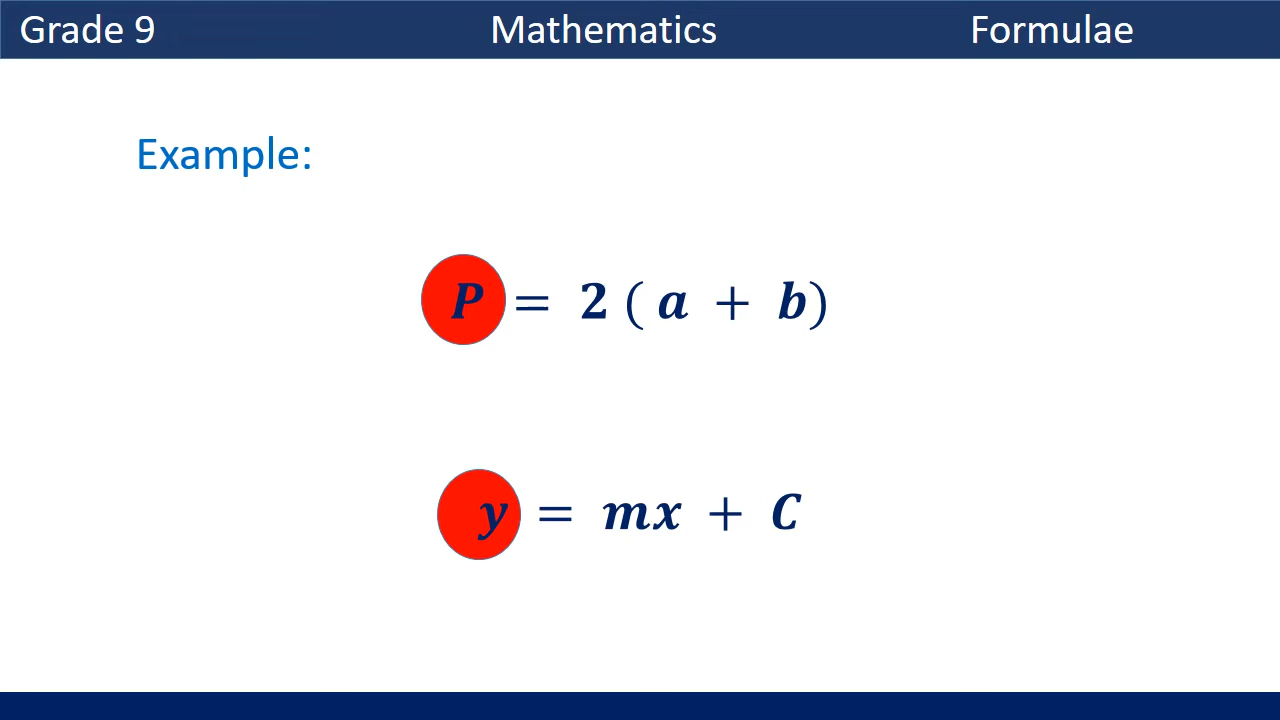 Grade 9 Mathematics Formulae
Example:
P = 2 ( a + b)
y = mx + C